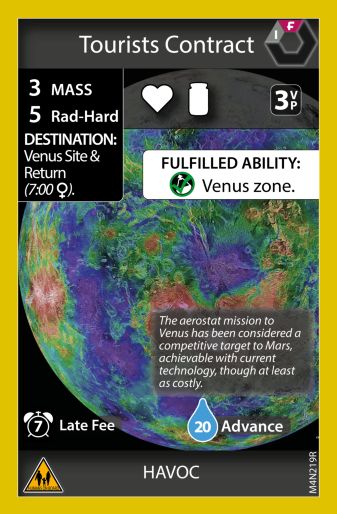 Tourists Contract
I F
3 MASS
5 Rad-Hard
DESTINATION:
Venus Site &
Return
(7:00 ♀).
3 VP
FULFILLED ABILITY:
Venus zone.
The aerostat mission to
Venus has been considered a
competitive target to Mars,
achievable with current
technology, though at least
as costly.
7 Late Fee
20 Advance
HAVOC
M4N219R